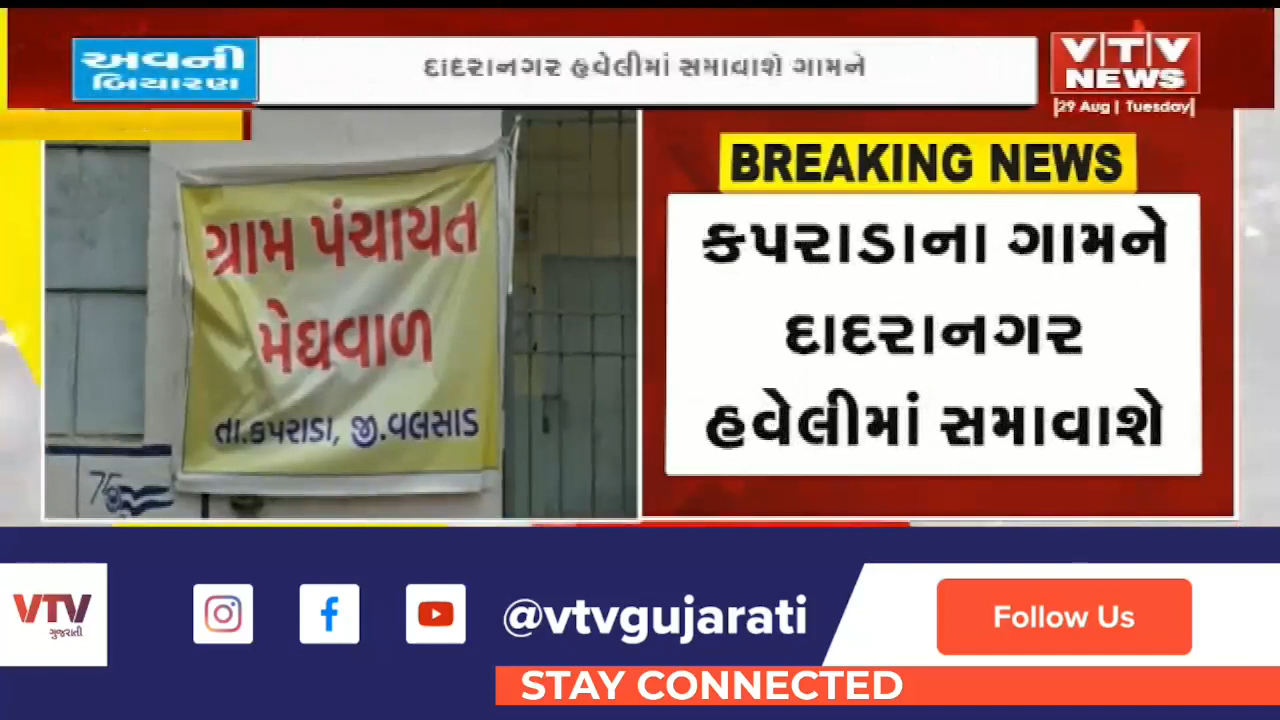 અવની
બિચારણ
દાદરાનગર હવેલીમાં સમાવાશે ગામને
VTV
NEWS
29 Aug | Tuesday
BREAKING NEWS
કપરાડાના ગામને
દાદરાનગર
હવેલીમાં સમાવાશે
ગ્રામ પંચાયત
મેઘવાળ
તા.કપરાડા, જી.વલસાડ
75
VTV
ગુજરાતી
@vtvgujarati
Follow Us
STAY CONNECTED